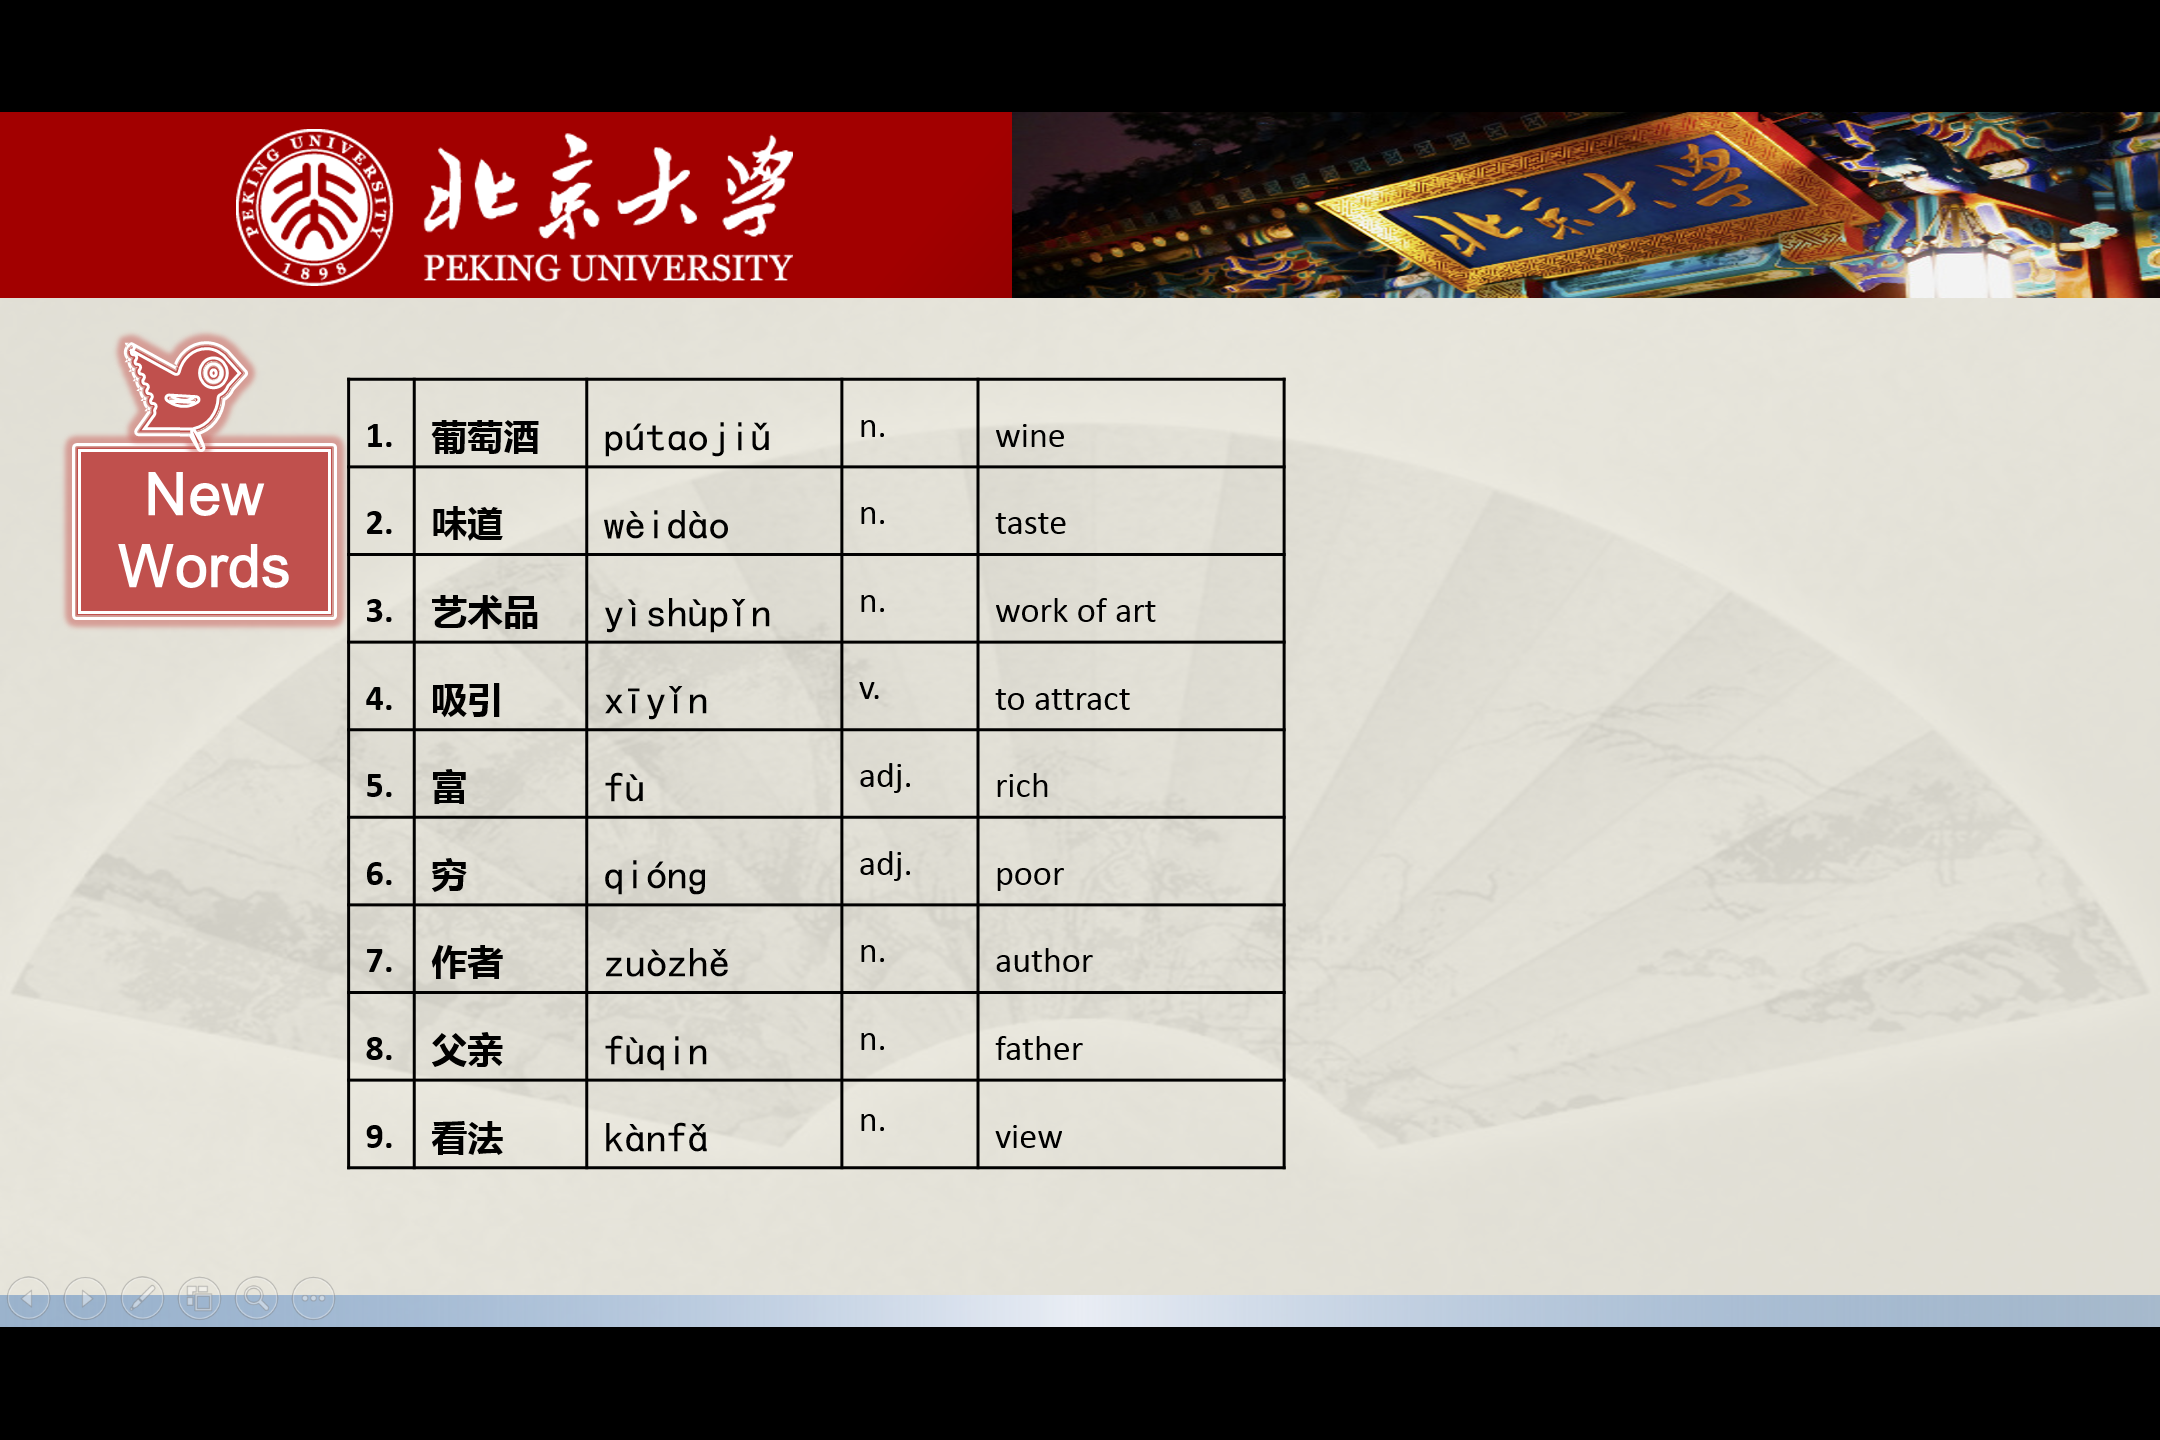 PEKING UNIVERSITY
1898
北京大学
PEKING UNIVERSITY
北京大学
New
Words
1. 葡萄酒 pútaojiǔ n. wine
2. 味道 wèidào n. taste
3. 艺术品 yìshùpǐn n. work of art
4. 吸引 xīyǐn v. to attract
5. 富 fù adj. rich
6. 穷 qióng adj. poor
7. 作者 zuòzhě n. author
8. 父亲 fùqin n. father
9. 看法 kànfǎ n. view